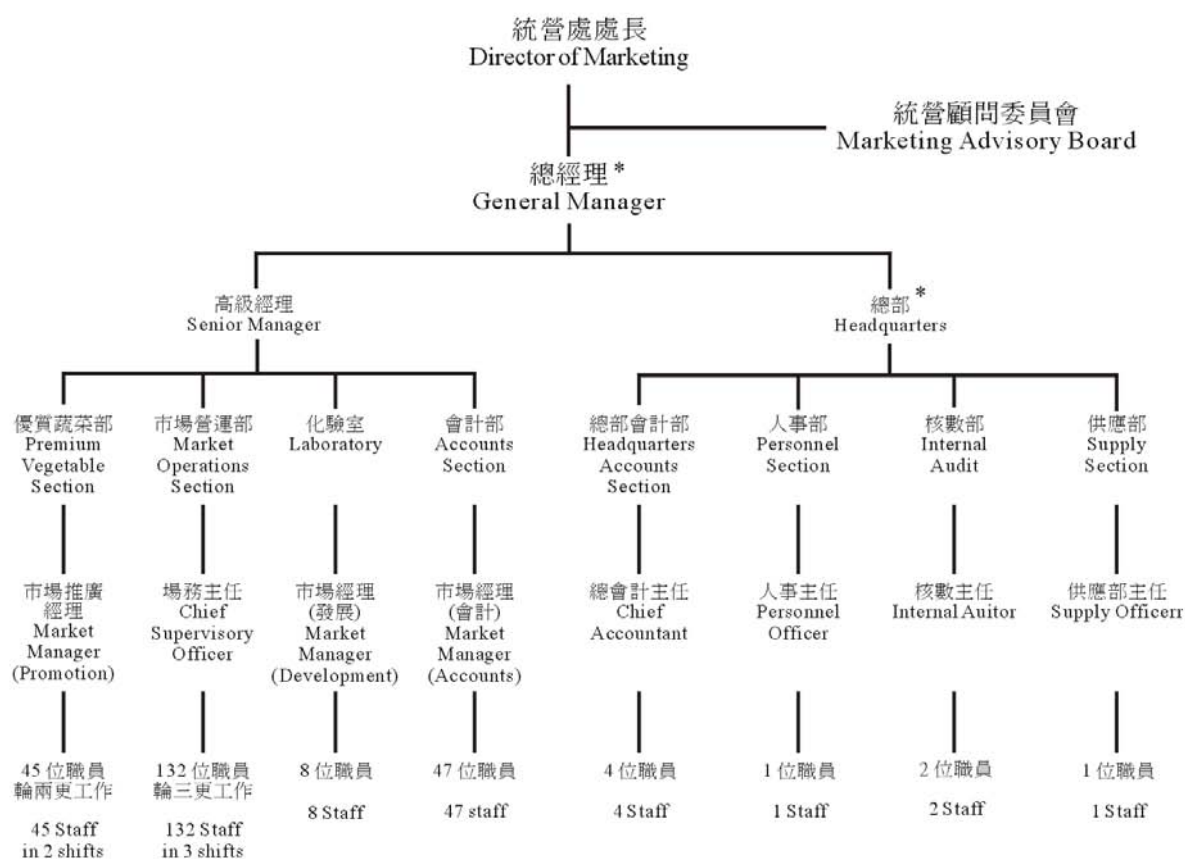 統營處處長
Director of Marketing
統營顧問委員會
Marketing Advisory Board
總經理*
General Manager
高級經理
Senior Manager
總部*
Headquarters
優質蔬菜部
Premium
Vegetable
Section
市場營運部
Market
Operations
Section
化驗室
Laboratory
會計部
Accounts
Section
總部會計部
Headquarters
Accounts
Section
人事部
Personnel
Section
核數部
Internal
Audit
供應部
Supply
Section
市場推廣
經理
Market
Manager
(Promotion)
場務主任
Chief
Supervisory
Officer
市場經理
(發展)
Market
Manager
(Development)
市場經理
(會計)
Market
Manager
(Accounts)
總會計主任
Chief
Accountant
人事主任
Personnel
Officer
核數主任
Internal Auitor
供應部主任
Supply Officerr
45 位職員
輪兩更工作
45 Staff
in 2 shifts
132 位職員
輪三更工作
132 Staff
in 3 shifts
8 位職員
8 Staff
47 位職員
47 staff
4 位職員
4 Staff
1 位職員
1 Staff
2 位職員
2 Staff
1 位職員
1 Staff